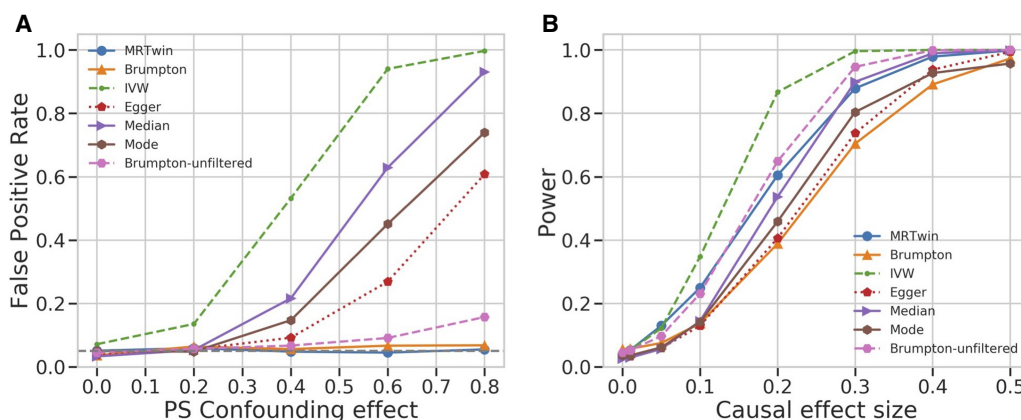 A
False Positive Rate
1.0
0.8
0.6
0.4
0.2
0.0
MRTwin
Brumpton
IVW
Egger
Median
Mode
Brumpton-unfiltered
0.0 0.1 0.2 0.3 0.4 0.5 0.6 0.7 0.8
PS Confounding effect
B
Power
1.0
0.8
0.6
0.4
0.2
0.0
MRTwin
Brumpton
IVW
Egger
Median
Mode
Brumpton-unfiltered
0.0 0.1 0.2 0.3 0.4 0.5
Causal effect size